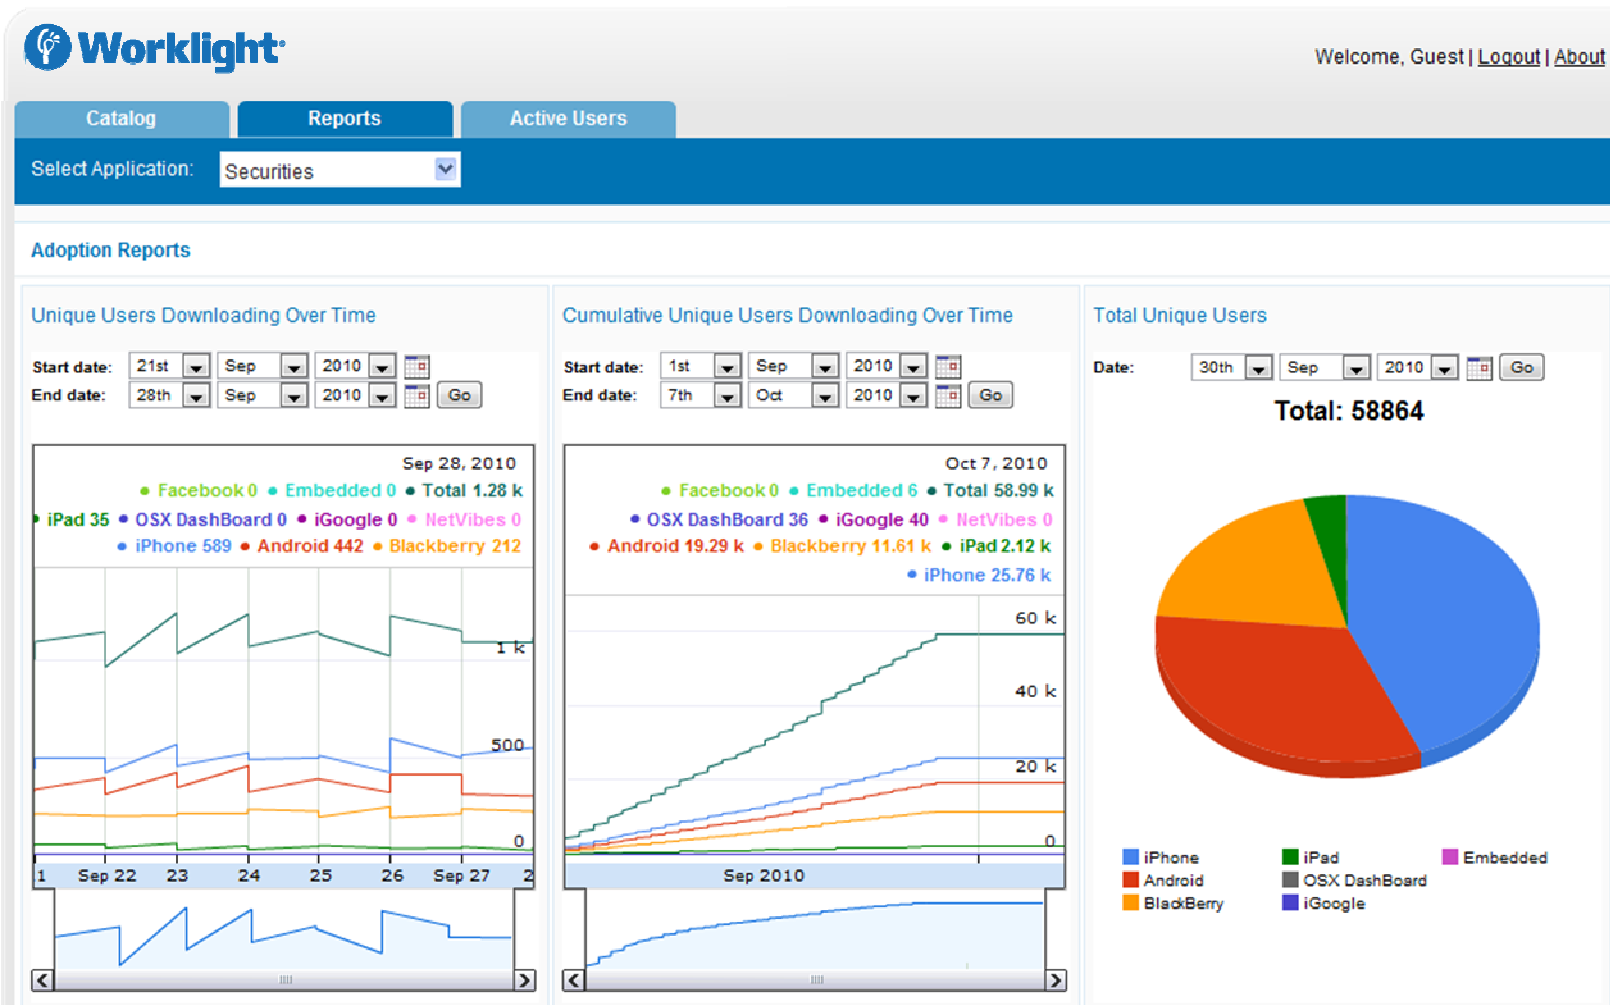 Worklight
Welcome, Guest | Logout | About
Catalog
Reports
Active Users
Select Application: Securities
Adoption Reports
Unique Users Downloading Over Time
Start date: 21st Sep 2010
End date: 28th Sep 2010 Go
Sep 28, 2010
Facebook 0 Embedded 0 Total 1.28 k
iPad 35 OSX DashBoard 0 iGoogle 0 NetVibes 0
iPhone 589 Android 442 Blackberry 212
1 k
500
0
1 Sep 22 23 24 25 26 Sep 27 2
Cumulative Unique Users Downloading Over Time
Start date: 1st Sep 2010
End date: 7th Oct 2010 Go
Oct 7, 2010
Facebook 0 Embedded 6 Total 58.99 k
OSX DashBoard 36 iGoogle 40 NetVibes 0
Android 19.29 k Blackberry 11.61 k iPad 2.12 k
iPhone 25.76 k
60 k
40 k
20 k
0
Sep 2010
Total Unique Users
Date: 30th Sep 2010 Go
Total: 58864
iPhone iPad Embedded
Android OSX DashBoard
BlackBerry iGoogle